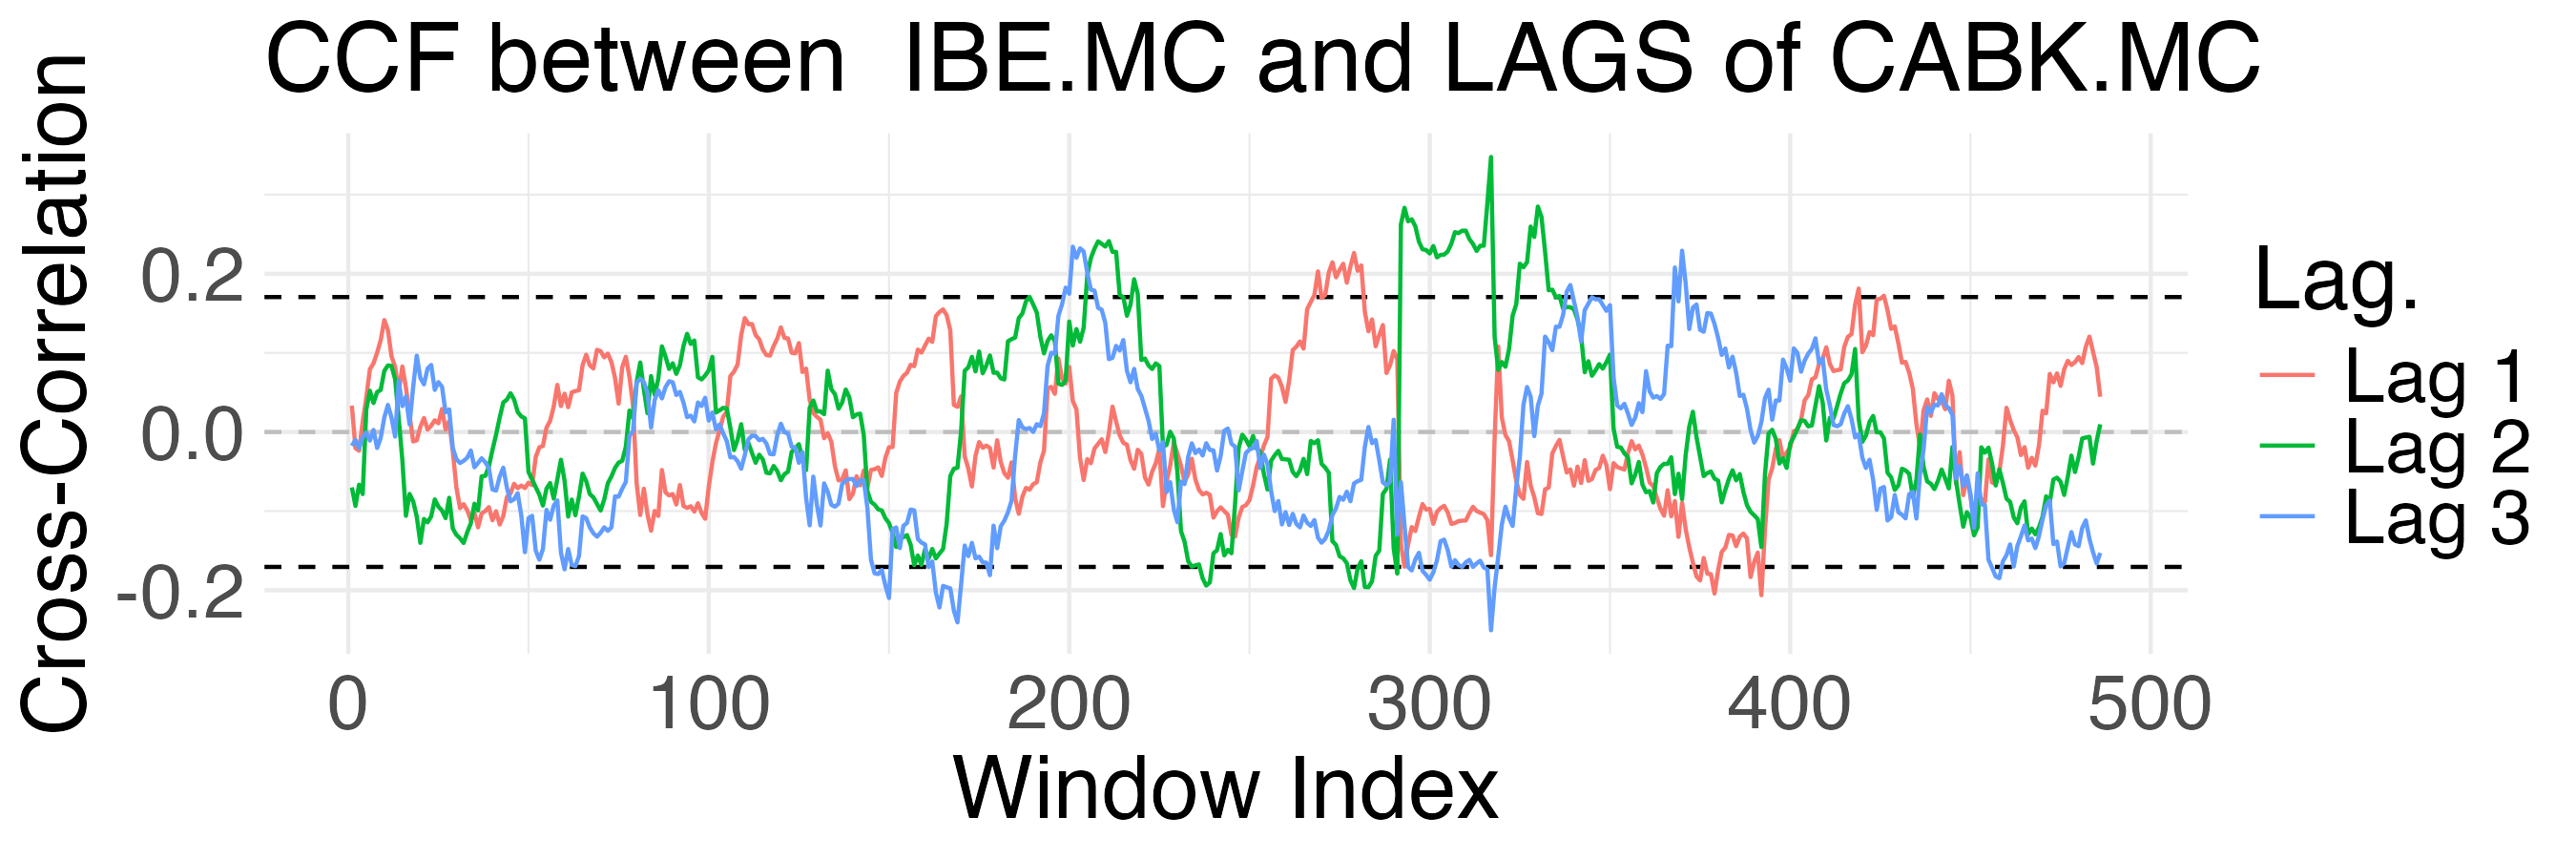 CCF between  IBE.MC and LAGS of CABK.MC
Cross-Correlation
0.2
0.0
-0.2
0
100
200
300
400
500
Window Index
Lag.
Lag 1
Lag 2
Lag 3